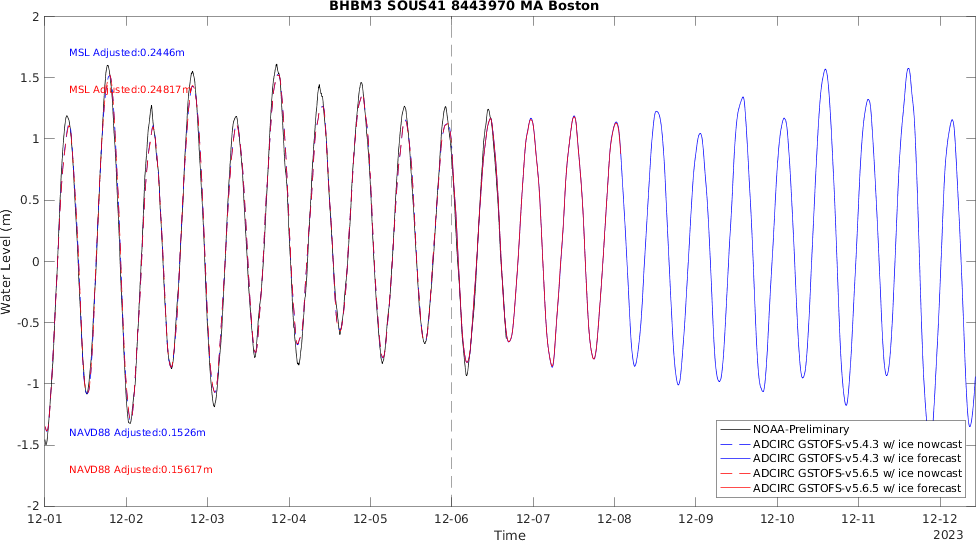 BHBM3 SOUS41 8443970 MA Boston
2
1.5
1
0.5
0
-0.5
-1
-1.5
-2
Water Level (m)
MSL Adjusted:0.2446m
MSL Adjusted:0.24817m
NAVD88 Adjusted:0.1526m
NAVD88 Adjusted:0.15617m
NOAA-Preliminary
ADCIRC GSTOFS-v5.4.3 w/ ice nowcast
ADCIRC GSTOFS-v5.4.3 w/ ice forecast
ADCIRC GSTOFS-v5.6.5 w/ ice nowcast
ADCIRC GSTOFS-v5.6.5 w/ ice forecast
12-01 12-02 12-03 12-04 12-05 12-06 12-07 12-08 12-09 12-10 12-11 12-12
Time
2023